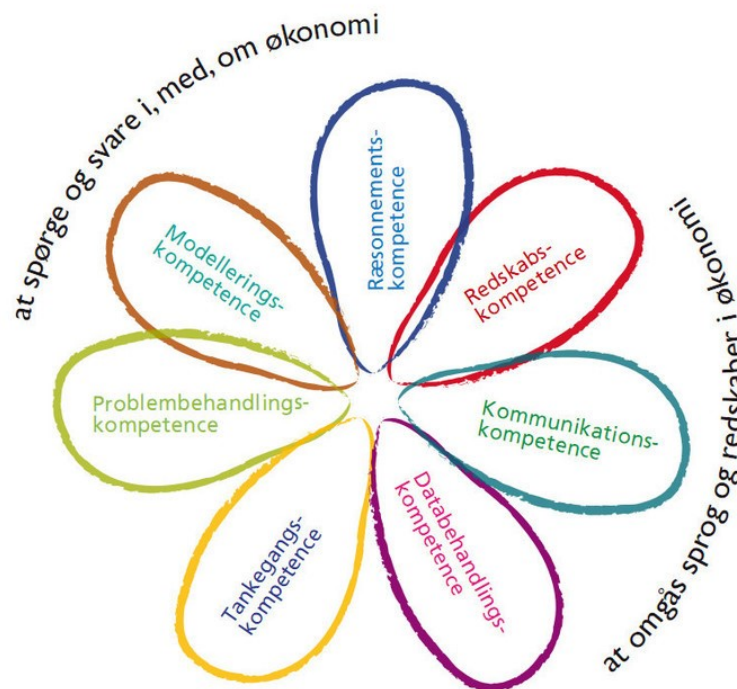 at spørge og svare i, med, om økonomi
Ræsonnements-
kompetence
Redskabs-
kompetence
Modellerings-
kompetence
at omgås sprog og redskaber i økonomi
Problembehandlings-
kompetence
Kommunikations-
kompetence
Tankegangs-
kompetence
Databehandlings-
kompetence